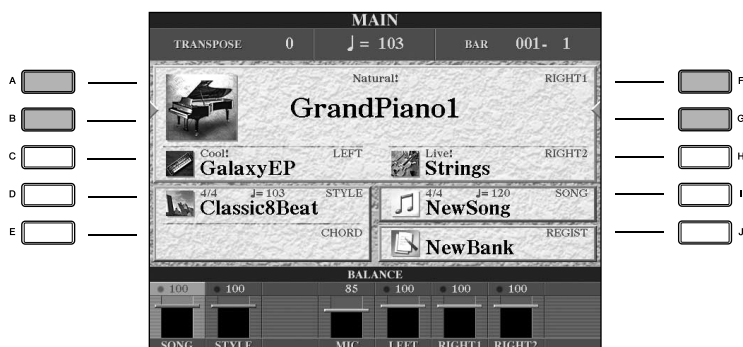 MAIN
TRANSPOSE 0 ♩= 103 BAR 001- 1
A
F
Natural! RIGHT1
GrandPiano1
B
G
C
H
Cool! LEFT Live! RIGHT2
GalaxyEP Strings
4/4 ♩= 103 STYLE 4/4 ♩= 120 SONG
D
I
Classic8Beat NewSong
CHORD REGIST
E
J
NewBank
BALANCE
100 100 85 100 100 100
SONG STYLE MIC LEFT RIGHT1 RIGHT2